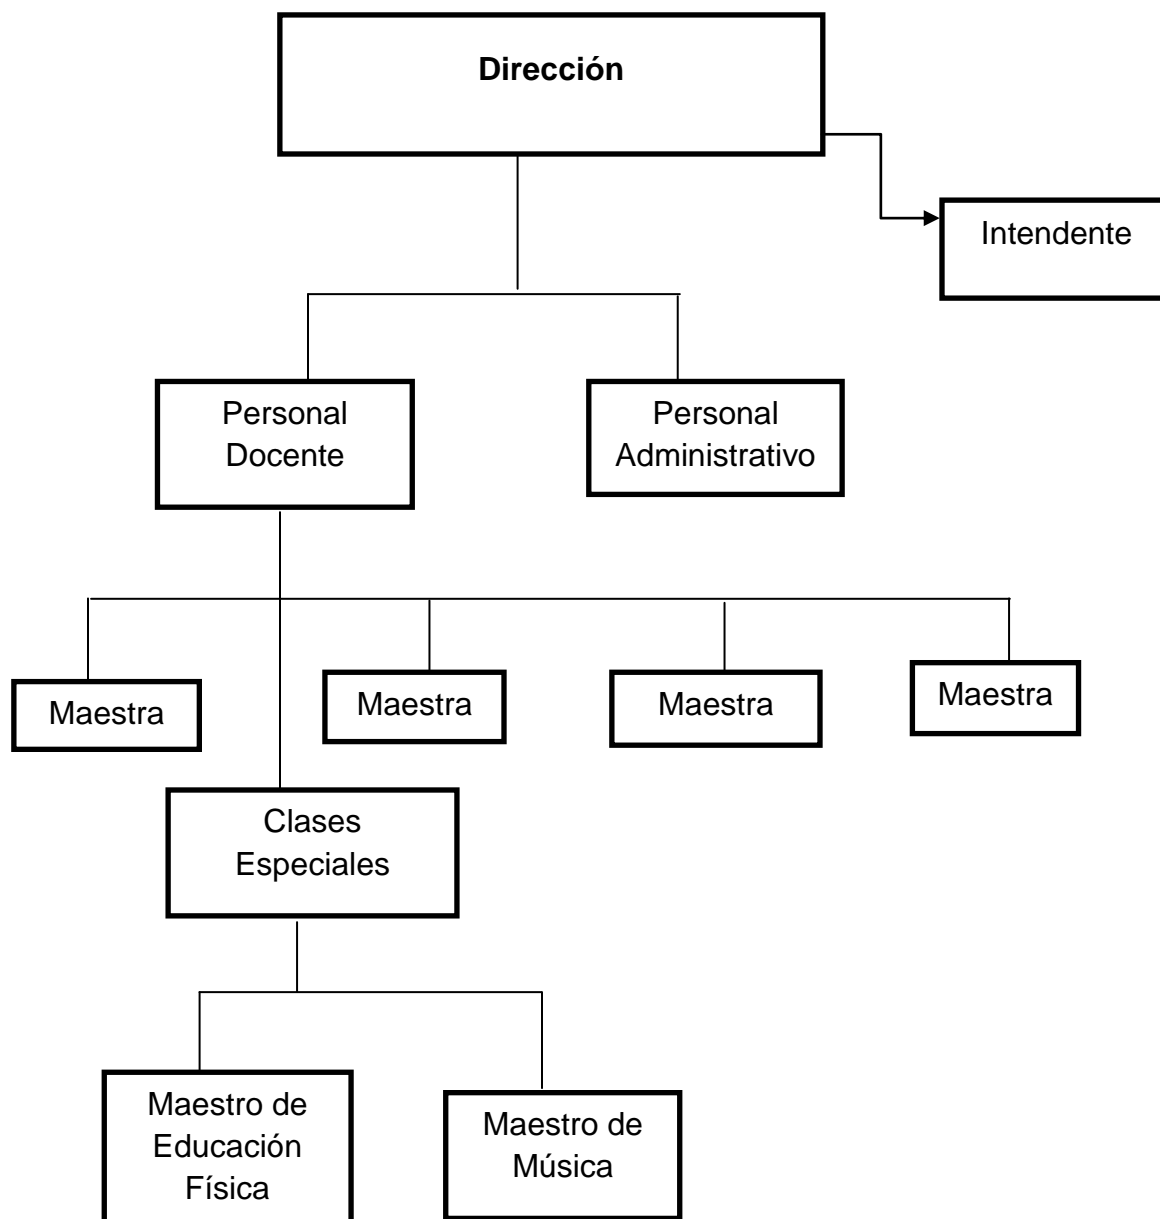 Dirección
Intendente
Personal
Docente
Personal
Administrativo
Maestra
Maestra
Maestra
Maestra
Clases
Especiales
Maestro de
Educación
Física
Maestro de
Música